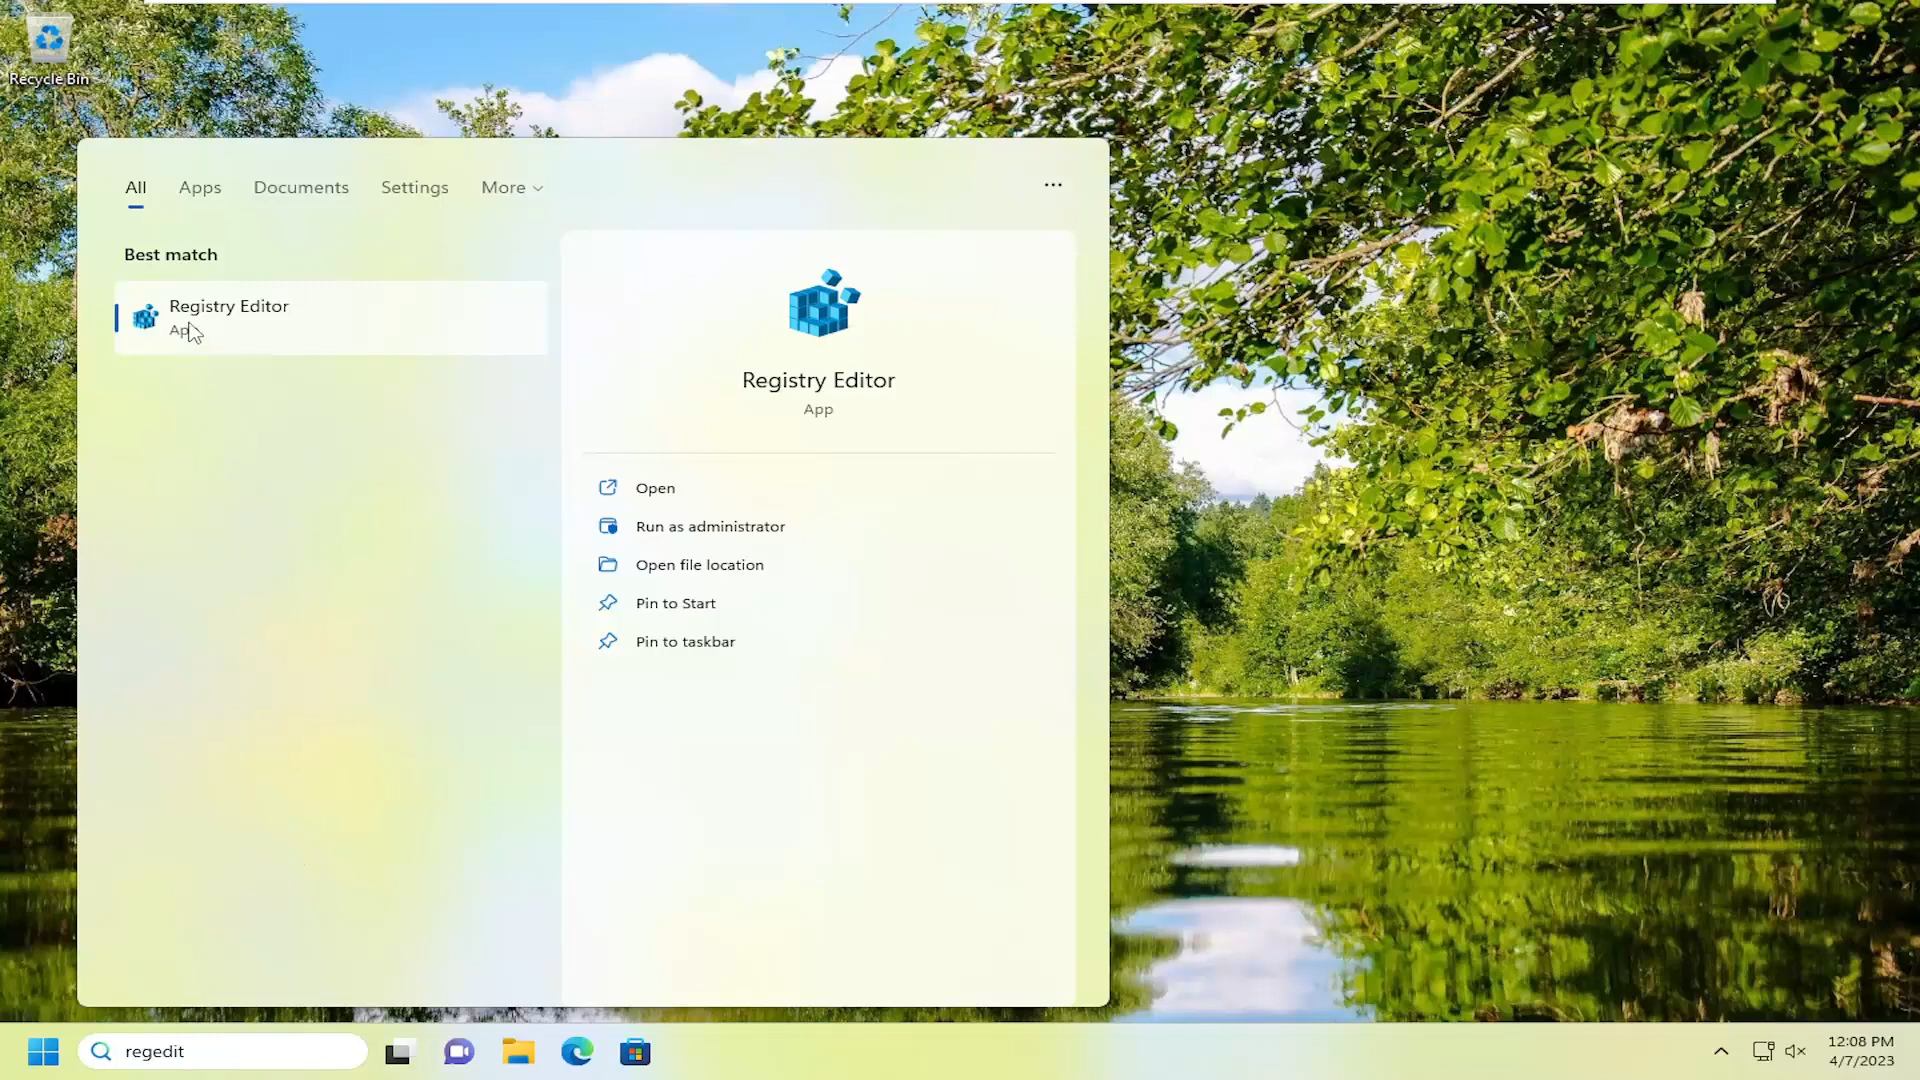 Recycle Bin
All Apps Documents Settings More
Best match
Registry Editor
App
Registry Editor
App
Open
Run as administrator
Open file location
Pin to Start
Pin to taskbar
regedit
12:08 PM
4/7/2023